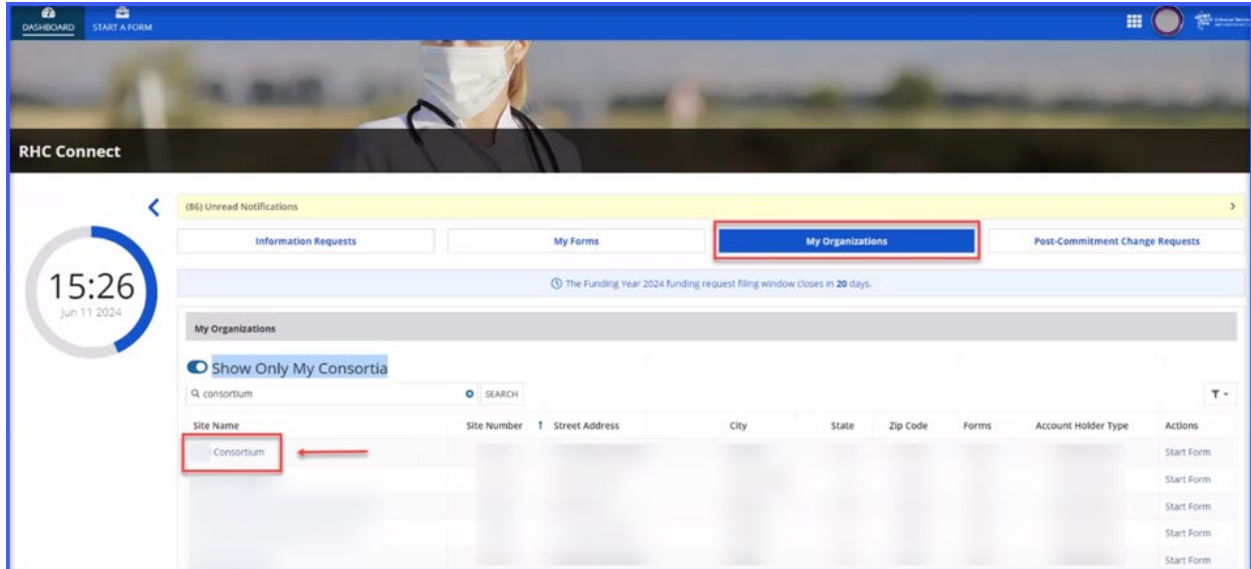 DASHBOARD START A FORM
RHC Connect
(86) Unread Notifications
Information Requests My Forms My Organizations Post-Commitment Change Requests
15:26
Jun 11 2024
The Funding Year 2024 funding request filing window closes in 20 days.
My Organizations
Show Only My Consortia
consortium SEARCH
Site Name Site Number Street Address City State Zip Code Forms Account Holder Type Actions
Consortium Start Form
Start Form
Start Form
Start Form
Start Form